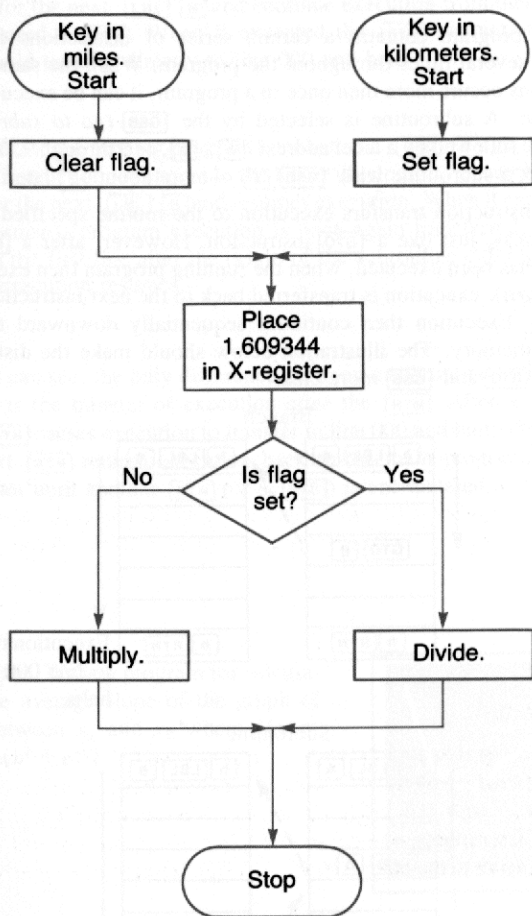 Key in
miles.
Start
Key in
kilometers.
Start
Clear flag.
Set flag.
Place
1.609344
in X-register.
Is flag
set?
No
Yes
Multiply.
Divide.
Stop